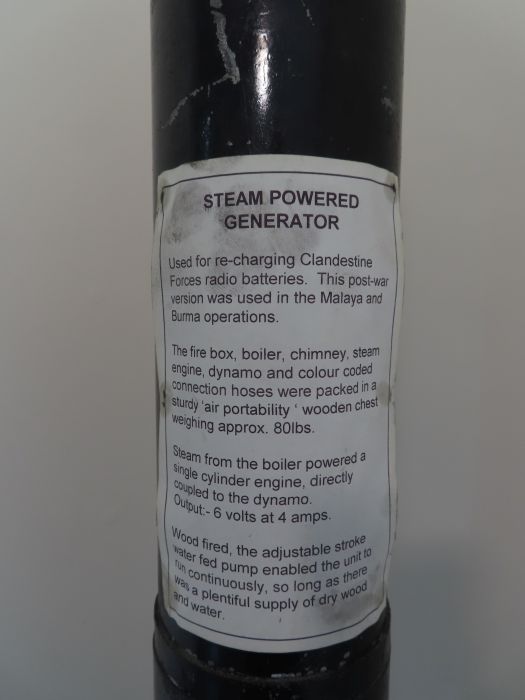 STEAM POWERED
GENERATOR
Used for re-charging Clandestine
Forces radio batteries. This post-war
version was used in the Malaya and
Burma operations.
The fire box, boiler, chimney, steam
engine, dynamo and colour coded
connection hoses were packed in a
sturdy 'air portability ' wooden chest
weighing approx. 80lbs.
Steam from the boiler powered a
single cylinder engine, directly
coupled to the dynamo.
Output:- 6 volts at 4 amps.
Wood fired, the adjustable stroke
water fed pump enabled the unit to
run continuously, so long as there
was a plentiful supply of dry wood
and water.